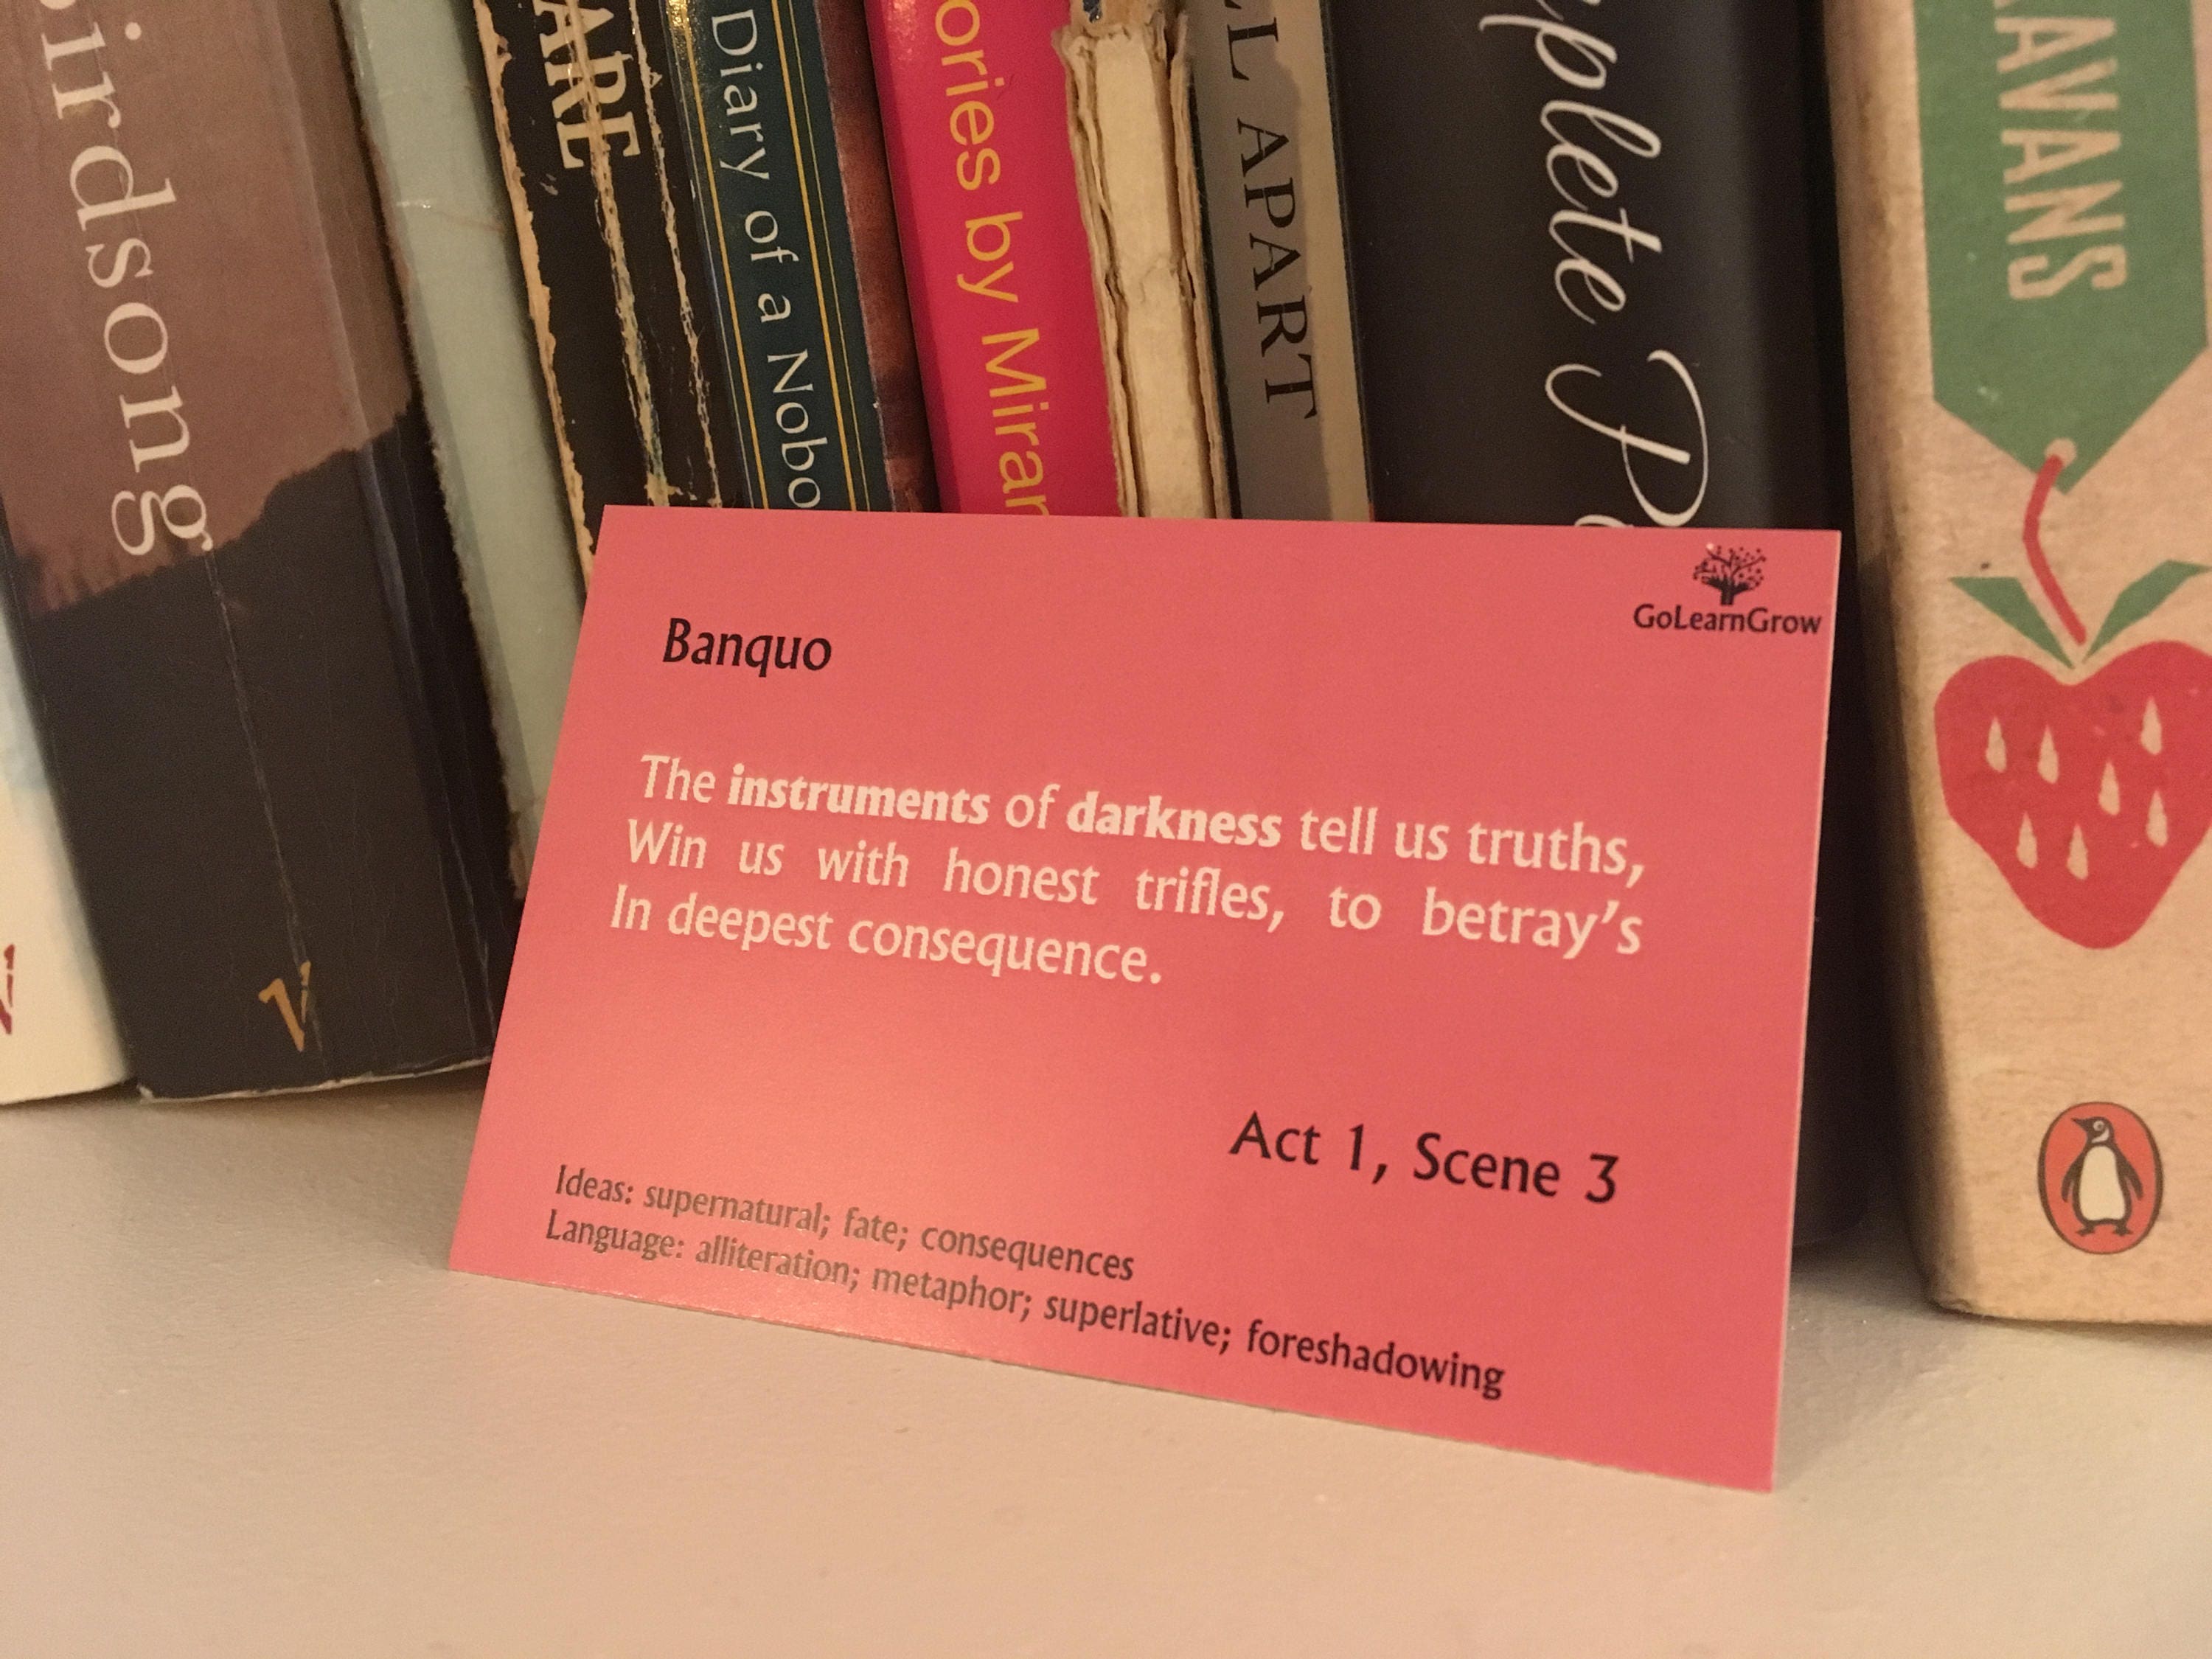 irdsong
ARE
Diary of a Nobo
ories by Miran
LL APART
plete P
AVANS
GoLearnGrow
Banquo
The instruments of darkness tell us truths,
Win us with honest trifles, to betray's
In deepest consequence.
Act 1, Scene 3
Ideas: supernatural; fate; consequences
Language: alliteration; metaphor; superlative; foreshadowing